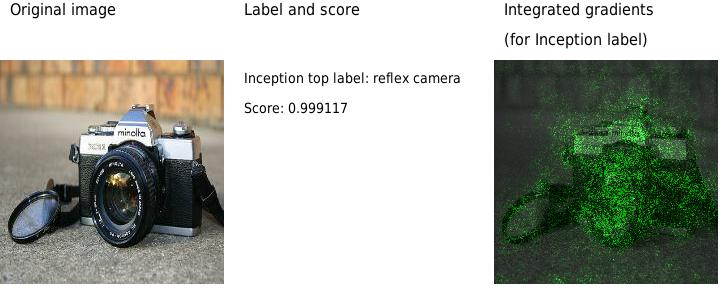 Original image
Label and score
Integrated gradients
(for Inception label)
Inception top label: reflex camera
Score: 0.999117
minolta